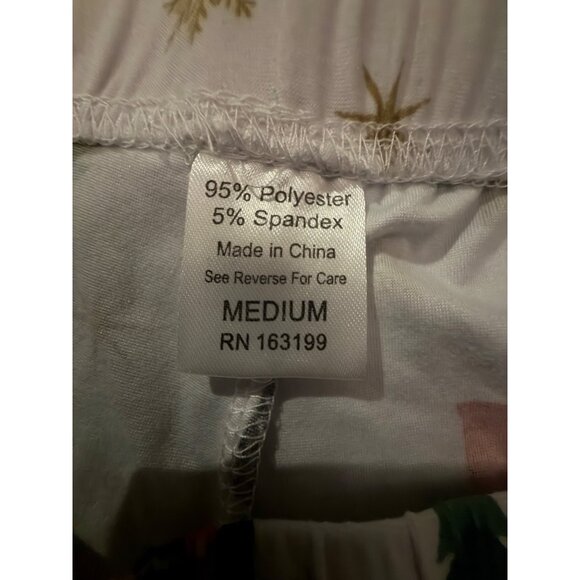 95% Polyester
5% Spandex
Made in China
See Reverse For Care
MEDIUM
RN 163199